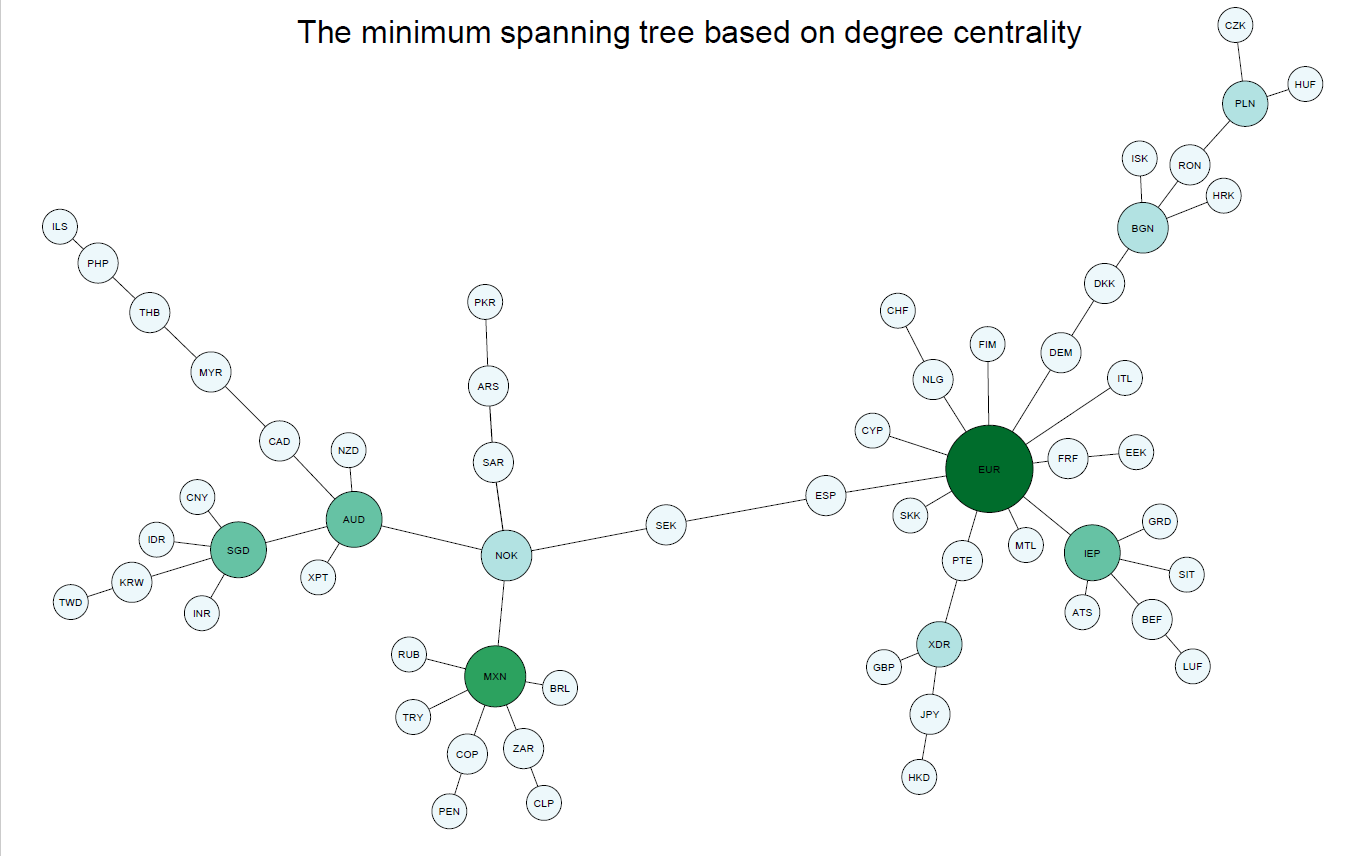 The minimum spanning tree based on degree centrality
CZK
HUF
PLN
ISK
RON
HRK
ILS
BGN
PHP
DKK
PKR
CHF
THB
FIM
DEM
MYR
NLG
ITL
ARS
CYP
CAD
NZD
EEK
FRF
SAR
EUR
CNY
ESP
SKK
AUD
GRD
SEK
IDR
MTL
SGD
IEP
NOK
PTE
SIT
XPT
KRW
TWD
INR
ATS
BEF
XDR
RUB
GBP
LUF
MXN
BRL
TRY
JPY
COP
ZAR
HKD
CLP
PEN